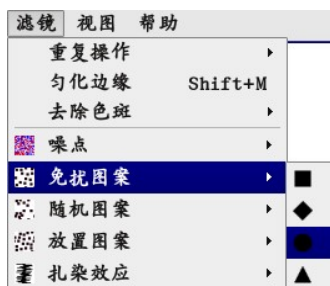 滤镜 视图 帮助
重复操作
匀化边缘 Shift+M
去除色斑
噪点
免扰图案
随机图案
放置图案
扎染效应